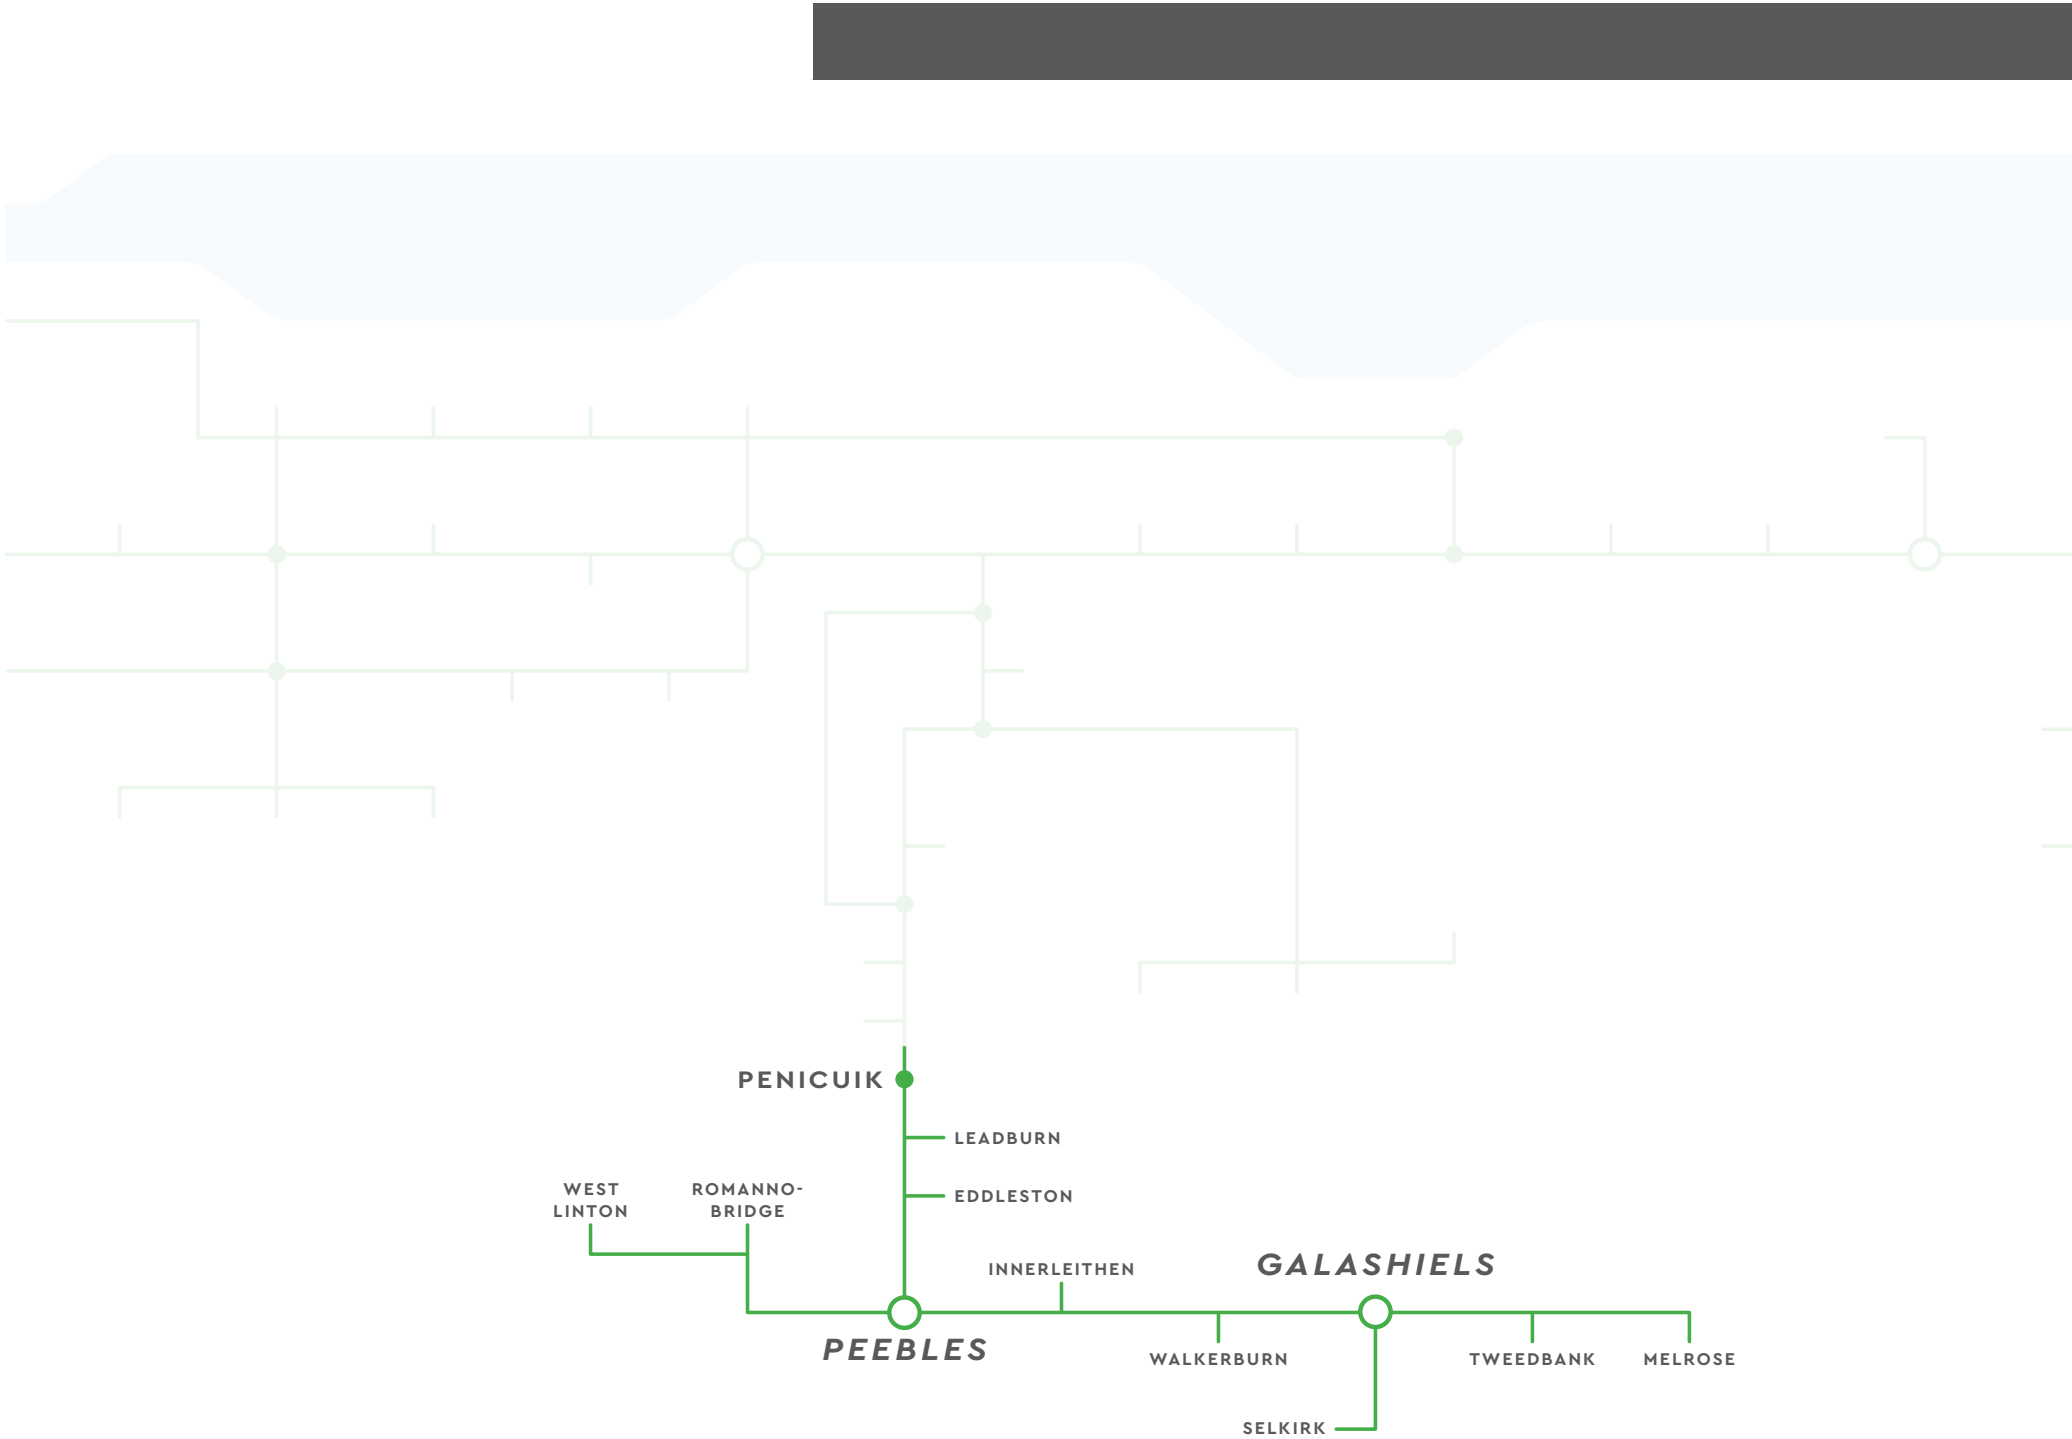 PENICUIK
LEADBURN
WEST
LINTON
ROMANNO-
BRIDGE
EDDLESTON
INNERLEITHEN
GALASHIELS
PEEBLES
WALKERBURN
TWEEDBANK
MELROSE
SELKIRK